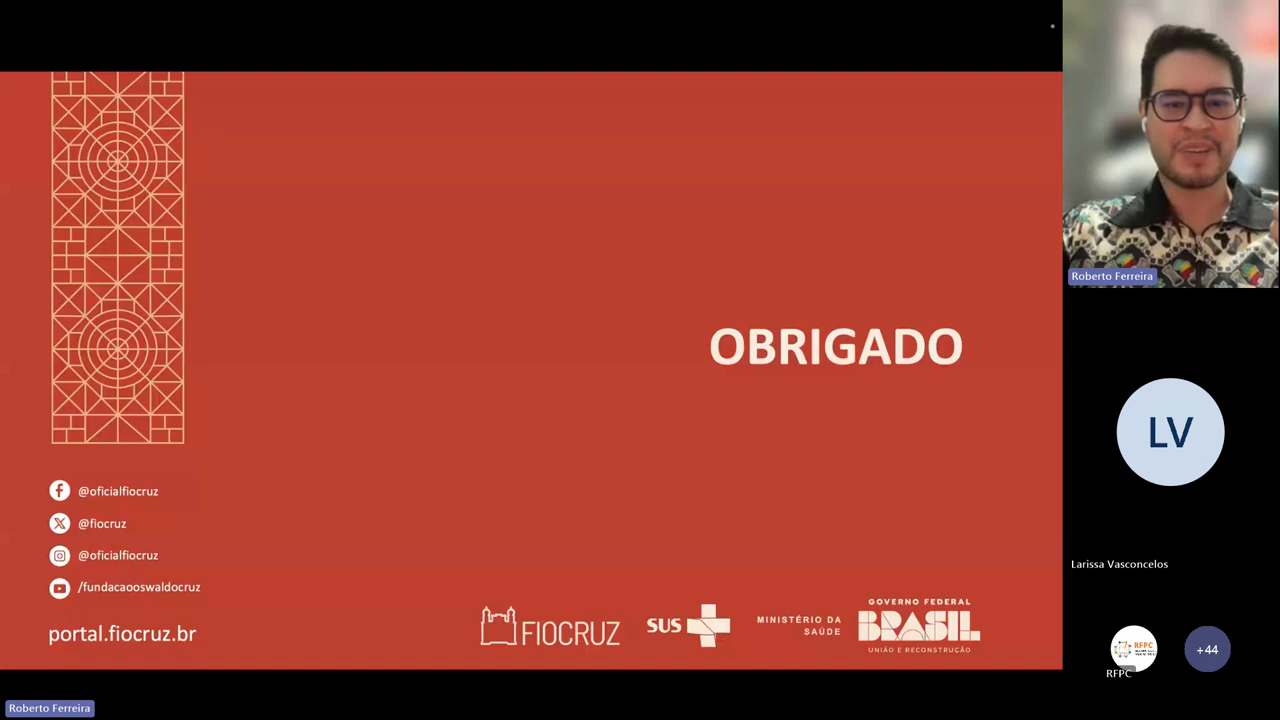 OBRIGADO
@oficialfiocruz
@fiocruz
@oficialfiocruz
/fundacaooswaldocruz
portal.fiocruz.br
FIOCRUZ
SUS
MINISTÉRIO DA
SAÚDE
GOVERNO FEDERAL
BRASIL
UNIÃO E RECONSTRUÇÃO
Roberto Ferreira
LV
Larissa Vasconcelos
RFPC
RFPC
+44
Roberto Ferreira